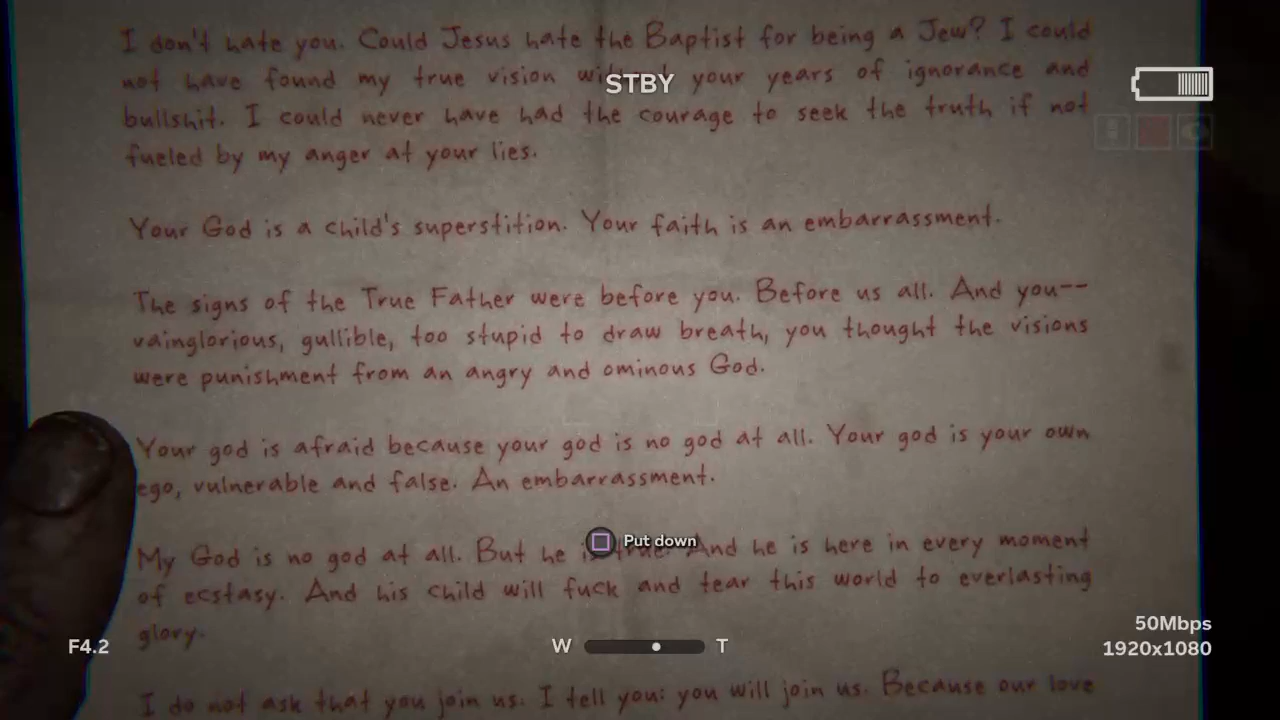 I don't hate you. Could Jesus hate the Baptist for being a Jew? I could
not have found my true vision your years of ignorance and
STBY
bullshit. I could never have had the courage to seek the truth if not
fueled by my anger at your lies.
Your God is a child's superstition. Your faith is an embarrassment.
The signs of the True Father were before you. Before us all. And you--
vainglorious, gullible, too stupid to draw breath, you thought the visions
were punishment from an angry and ominous God.
Your god is afraid because your god is no god at all. Your god is your own
ego, vulnerable and false. An embarrassment.
Put down
My God is no god at all. But he is true. And he is here in every moment
of ecstasy. And his child will fuck and tear this world to everlasting
glory.
50Mbps
F4.2
W T
1920x1080
I do not ask that you join us. I tell you: you will join us. Because our love